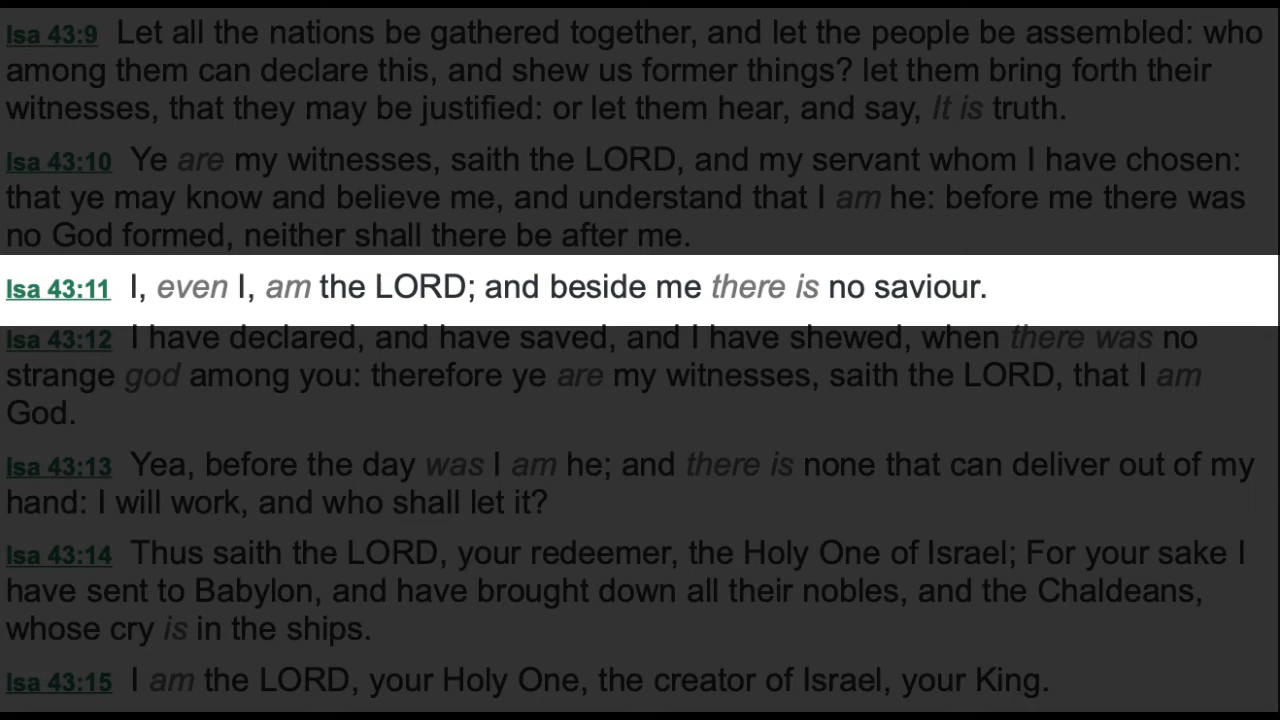 Isa 43:9 Let all the nations be gathered together, and let the people be assembled: who
among them can declare this, and shew us former things? let them bring forth their
witnesses, that they may be justified: or let them hear, and say, It is truth.
Isa 43:10 Ye are my witnesses, saith the LORD, and my servant whom I have chosen:
that ye may know and believe me, and understand that I am he: before me there was
no God formed, neither shall there be after me.
Isa 43:11 I, even I, am the LORD; and beside me there is no saviour.
Isa 43:12 I have declared, and have saved, and I have shewed, when there was no
strange god among you: therefore ye are my witnesses, saith the LORD, that I am
God.
Isa 43:13 Yea, before the day was I am he; and there is none that can deliver out of my
hand: I will work, and who shall let it?
Isa 43:14 Thus saith the LORD, your redeemer, the Holy One of Israel; For your sake I
have sent to Babylon, and have brought down all their nobles, and the Chaldeans,
whose cry is in the ships.
Isa 43:15 I am the LORD, your Holy One, the creator of Israel, your King.